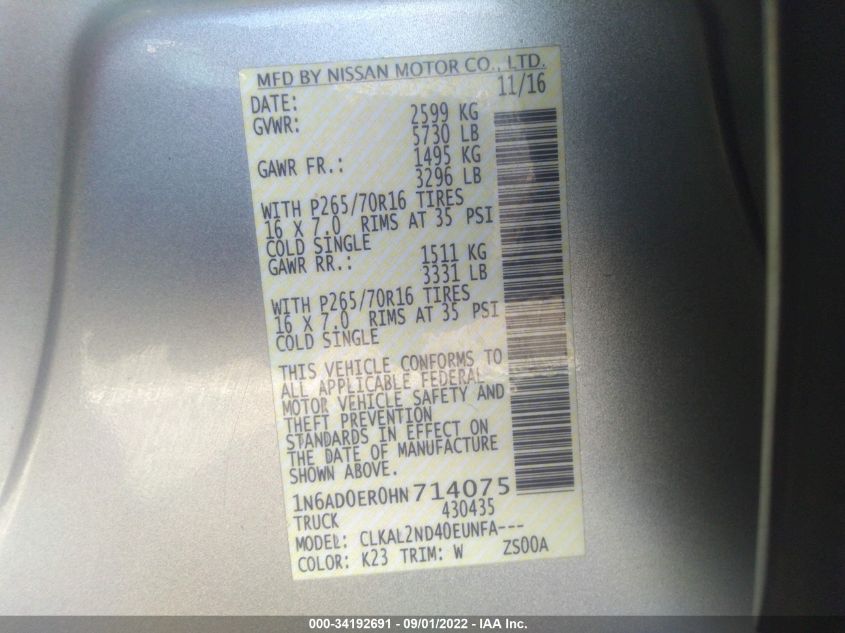 MFD BY NISSAN MOTOR CO., LTD.
DATE: 11/16
GVWR: 2599 KG
5730 LB
GAWR FR.: 1495 KG
3296 LB
WITH P265/70R16 TIRES
16 X 7.0 RIMS AT 35 PSI
COLD SINGLE
GAWR RR.: 1511 KG
3331 LB
WITH P265/70R16 TIRES
16 X 7.0 RIMS AT 35 PSI
COLD SINGLE
THIS VEHICLE CONFORMS TO
ALL APPLICABLE FEDERAL
MOTOR VEHICLE SAFETY AND
THEFT PREVENTION
STANDARDS IN EFFECT ON
THE DATE OF MANUFACTURE
SHOWN ABOVE.
1N6AD0ER0HN714075
TRUCK 430435
MODEL: CLKAL2ND40EUNFA---
COLOR: K23 TRIM: W ZS00A
000-34192691 - 09/01/2022 - IAA Inc.